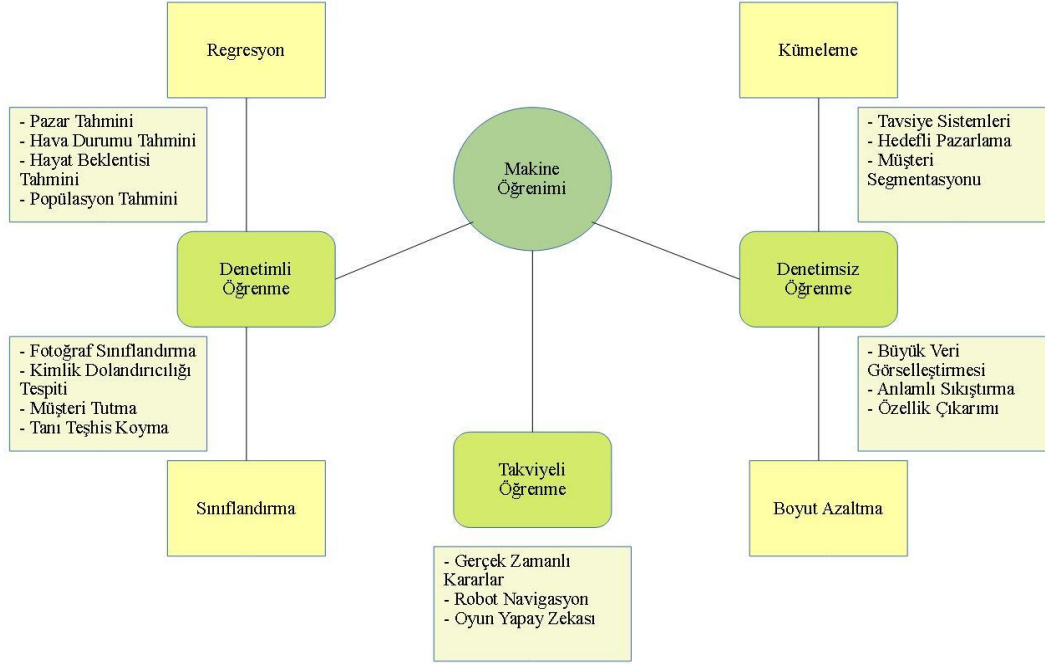 Regresyon
Kümeleme
- Pazar Tahmini
- Hava Durumu Tahmini
- Hayat Beklentisi
Tahmini
- Popülasyon Tahmini
Makine
Öğrenimi
- Tavsiye Sistemleri
- Hedefli Pazarlama
- Müşteri
Segmentasyonu
Denetimli
Öğrenme
Denetimsiz
Öğrenme
- Fotoğraf Sınıflandırma
- Kimlik Dolandırıcılığı
Tespiti
- Müşteri Tutma
- Tanı Teşhis Koyma
- Büyük Veri
Görselleştirmesi
- Anlamlı Sıkıştırma
- Özellik Çıkarımı
Takviyeli
Öğrenme
Sınıflandırma
Boyut Azaltma
- Gerçek Zamanlı
Kararlar
- Robot Navigasyon
- Oyun Yapay Zekası